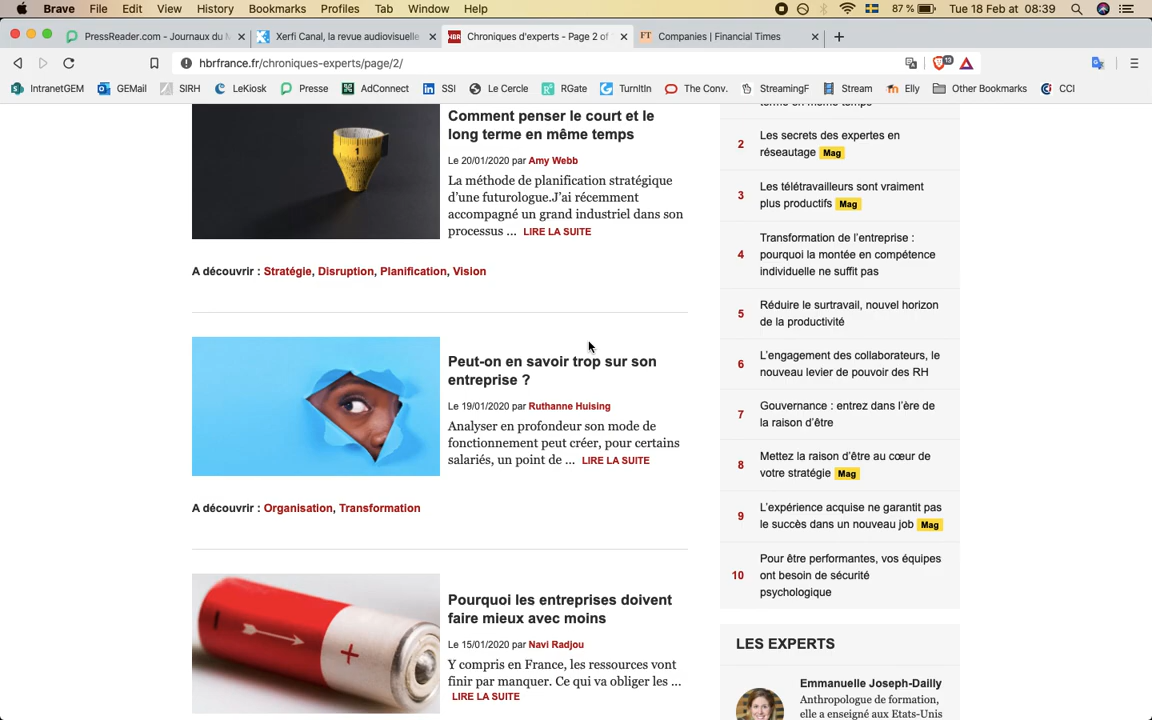 Brave File Edit View History Bookmarks Profiles Tab Window Help 87 % Tue 18 Feb at 08:39
PressReader.com - Journaux du
Xerfi Canal, la revue audiovisuelle
HBR Chroniques d'experts - Page 2 of
FT Companies | Financial Times
hbrfrance.fr/chroniques-experts/page/2/
13
IntranetGEM GEMail SIRH LeKiosk Presse AdConnect SSI Le Cercle RGate TurnItIn The Conv. StreamingF Stream Elly Other Bookmarks CCI
Comment penser le court et le
long terme en même temps
Le 20/01/2020 par Amy Webb
La méthode de planification stratégique
d'une futurologue.J'ai récemment
accompagné un grand industriel dans son
processus ... LIRE LA SUITE
A découvrir : Stratégie, Disruption, Planification, Vision
Peut-on en savoir trop sur son
entreprise ?
Le 19/01/2020 par Ruthanne Huising
Analyser en profondeur son mode de
fonctionnement peut créer, pour certains
salariés, un point de ... LIRE LA SUITE
A découvrir : Organisation, Transformation
Pourquoi les entreprises doivent
faire mieux avec moins
Le 15/01/2020 par Navi Radjou
Y compris en France, les ressources vont
finir par manquer. Ce qui va obliger les ...
LIRE LA SUITE
terme en même temps
2 Les secrets des expertes en
réseautage Mag
3 Les télétravailleurs sont vraiment
plus productifs Mag
4 Transformation de l'entreprise :
pourquoi la montée en compétence
individuelle ne suffit pas
5 Réduire le surtravail, nouvel horizon
de la productivité
6 L'engagement des collaborateurs, le
nouveau levier de pouvoir des RH
7 Gouvernance : entrez dans l'ère de
la raison d'être
8 Mettez la raison d'être au cœur de
votre stratégie Mag
9 L'expérience acquise ne garantit pas
le succès dans un nouveau job Mag
10 Pour être performantes, vos équipes
ont besoin de sécurité
psychologique
LES EXPERTS
Emmanuelle Joseph-Dailly
Anthropologue de formation,
elle a enseigné aux Etats-Unis